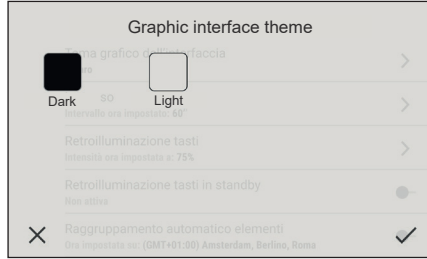 Graphic interface theme
Tema grafico dell'interfaccia
Dark
Light
so
Intervallo ora impostato: 60"
Retroilluminazione tasti
Intensità ora impostata a: 75%
Retroilluminazione tasti in standby
Non attiva
Raggruppamento automatico elementi
Ora impostata su: (GMT+01:00) Amsterdam, Berlino, Roma